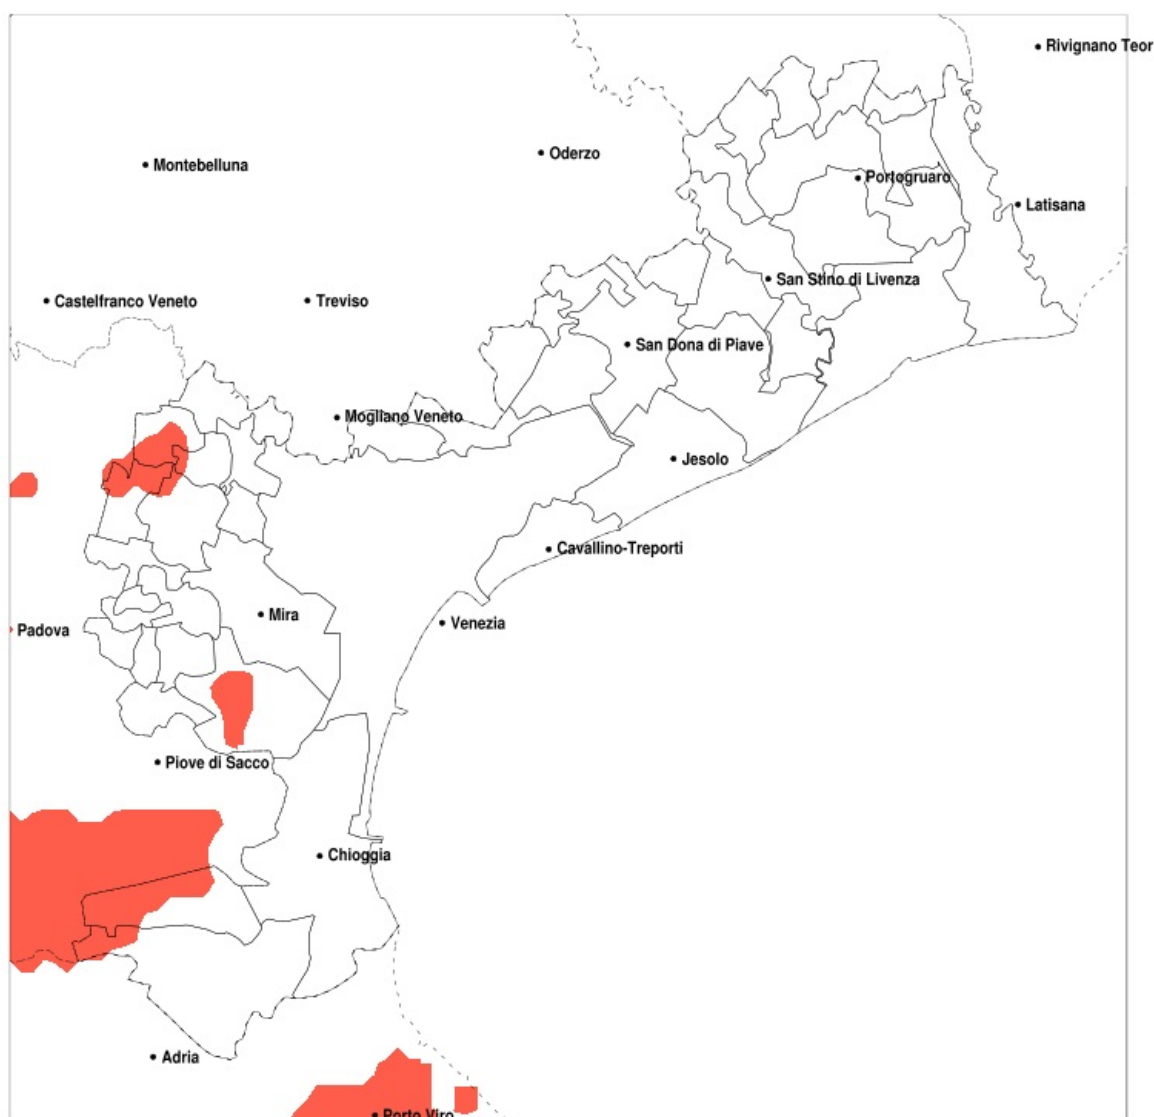 Rivignano Teor
Oderzo
Montebelluna
Portogruaro
Latisana
San Stino di Livenza
Castelfranco Veneto
Treviso
San Dona di Piave
Mogliano Veneto
Jesolo
Cavallino-Treporti
Mira
Venezia
Padova
Piove di Sacco
Chioggia
Adria
Porto Viro